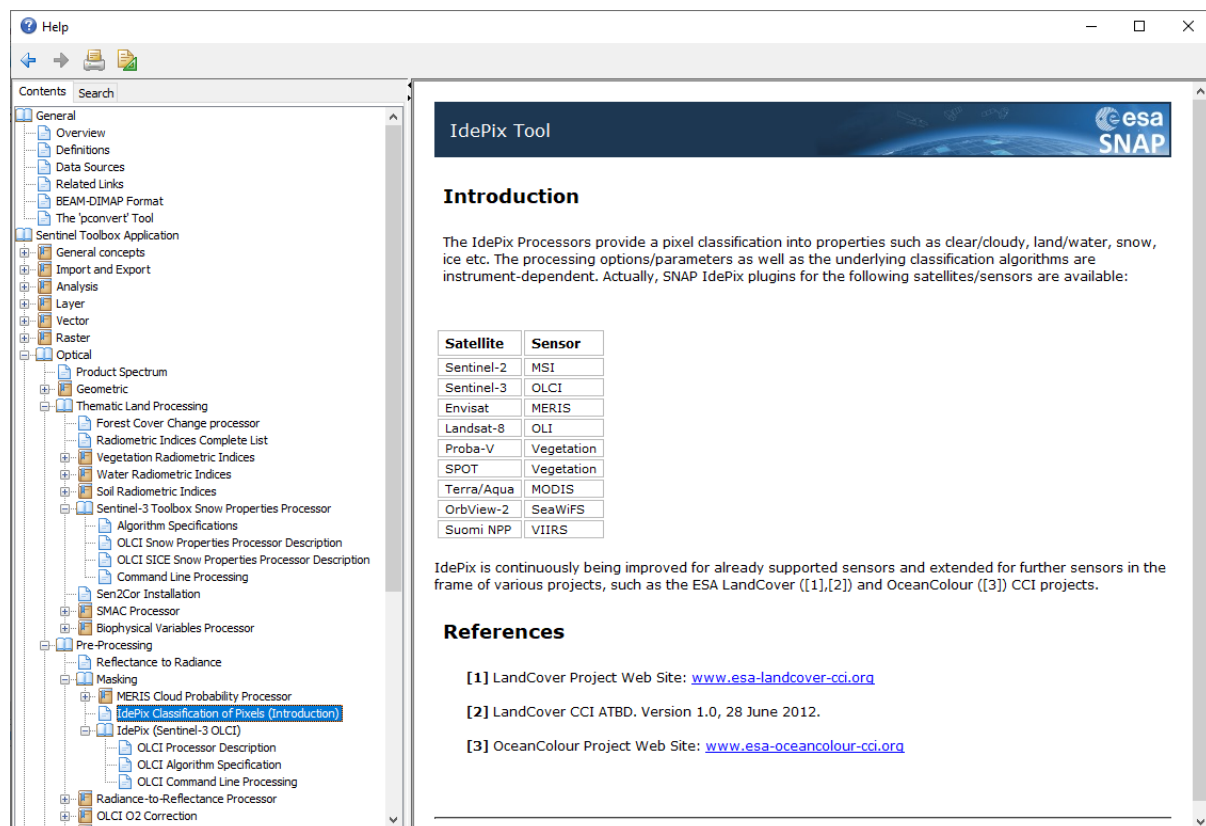 Help
Contents
Search
General
Overview
Definitions
Data Sources
Related Links
BEAM-DIMAP Format
The 'pconvert' Tool
Sentinel Toolbox Application
General concepts
Import and Export
Analysis
Layer
Vector
Raster
Optical
Product Spectrum
Geometric
Thematic Land Processing
Forest Cover Change processor
Radiometric Indices Complete List
Vegetation Radiometric Indices
Water Radiometric Indices
Soil Radiometric Indices
Sentinel-3 Toolbox Snow Properties Processor
Algorithm Specifications
OLCI Snow Properties Processor Description
OLCI SICE Snow Properties Processor Description
Command Line Processing
Sen2Cor Installation
SMAC Processor
Biophysical Variables Processor
Pre-Processing
Reflectance to Radiance
Masking
MERIS Cloud Probability Processor
IdePix Classification of Pixels (Introduction)
IdePix (Sentinel-3 OLCI)
OLCI Processor Description
OLCI Algorithm Specification
OLCI Command Line Processing
Radiance-to-Reflectance Processor
OLCI O2 Correction
IdePix Tool
esa
SNAP
Introduction
The IdePix Processors provide a pixel classification into properties such as clear/cloudy, land/water, snow,
ice etc. The processing options/parameters as well as the underlying classification algorithms are
instrument-dependent. Actually, SNAP IdePix plugins for the following satellites/sensors are available:
Satellite Sensor
Sentinel-2 MSI
Sentinel-3 OLCI
Envisat MERIS
Landsat-8 OLI
Proba-V Vegetation
SPOT Vegetation
Terra/Aqua MODIS
OrbView-2 SeaWiFS
Suomi NPP VIIRS
IdePix is continuously being improved for already supported sensors and extended for further sensors in the
frame of various projects, such as the ESA LandCover ([1],[2]) and OceanColour ([3]) CCI projects.
References
[1] LandCover Project Web Site: www.esa-landcover-cci.org
[2] LandCover CCI ATBD. Version 1.0, 28 June 2012.
[3] OceanColour Project Web Site: www.esa-oceancolour-cci.org